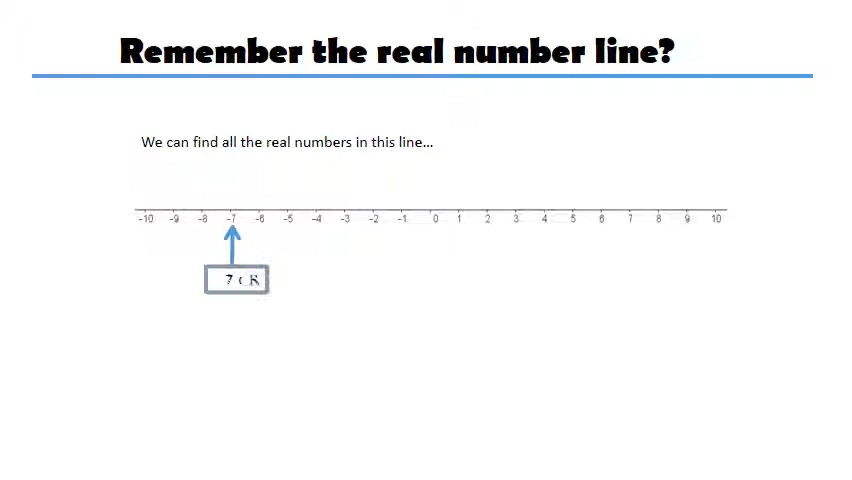 Remember the real number line?
We can find all the real numbers in this line...
-10 -9 -8 -7 -6 -5 -4 -3 -2 -1 0 1 2 3 4 5 6 7 8 9 10
7